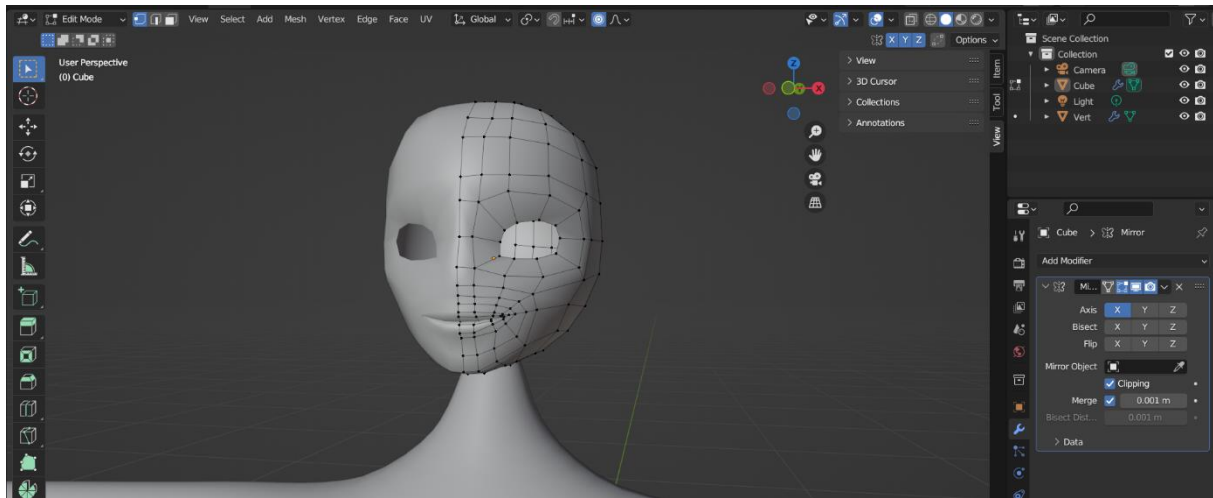 Edit Mode View Select Add Mesh Vertex Edge Face UV Global
X Y Z Options
User Perspective
(0) Cube
Z
X
View
3D Cursor
Collections
Annotations
Item
Tool
View
Scene Collection
Collection
Camera
Cube
Light
Vert
Cube > Mirror
Add Modifier
Mi...
Axis X Y Z
Bisect X Y Z
Flip X Y Z
Mirror Object
Clipping
Merge 0.001 m
Bisect Dist... 0.001 m
Data